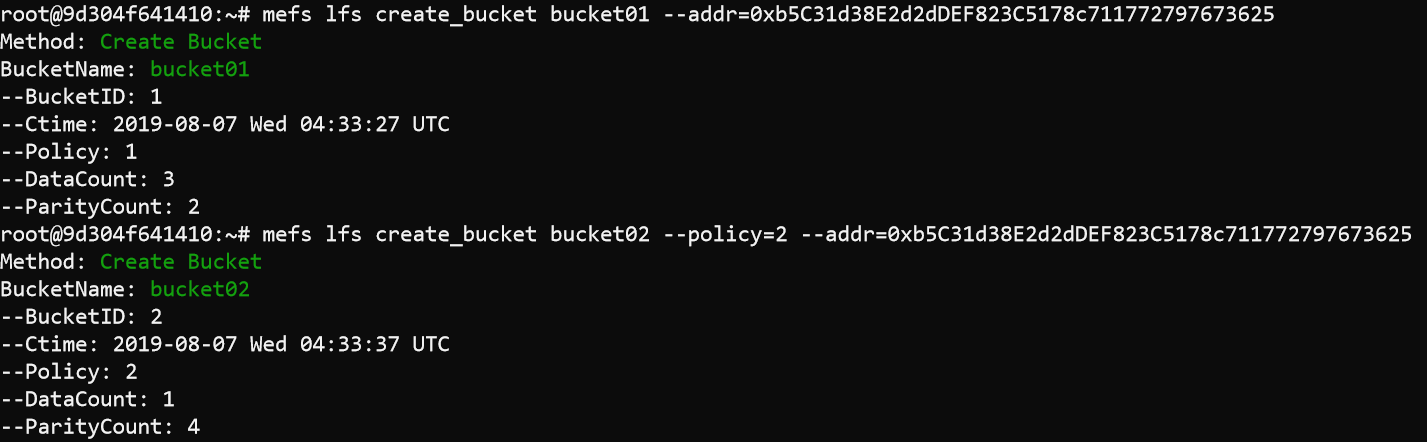 root@9d304f641410:~# mefs lfs create_bucket bucket01 --addr=0xb5C31d38E2d2dDEF823C5178c711772797673625
Method: Create Bucket
BucketName: bucket01
--BucketID: 1
--Ctime: 2019-08-07 Wed 04:33:27 UTC
--Policy: 1
--DataCount: 3
--ParityCount: 2
root@9d304f641410:~# mefs lfs create_bucket bucket02 --policy=2 --addr=0xb5C31d38E2d2dDEF823C5178c711772797673625
Method: Create Bucket
BucketName: bucket02
--BucketID: 2
--Ctime: 2019-08-07 Wed 04:33:37 UTC
--Policy: 2
--DataCount: 1
--ParityCount: 4